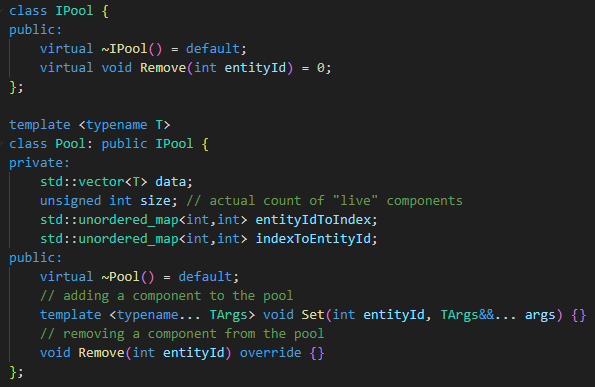 class IPool {
public:
    virtual ~IPool() = default;
    virtual void Remove(int entityId) = 0;
};

template <typename T>
class Pool: public IPool {
private:
    std::vector<T> data;
    unsigned int size; // actual count of "live" components
    std::unordered_map<int,int> entityIdToIndex;
    std::unordered_map<int,int> indexToEntityId;
public:
    virtual ~Pool() = default;
    // adding a component to the pool
    template <typename... TArgs> void Set(int entityId, TArgs&&... args) {}
    // removing a component from the pool
    void Remove(int entityId) override {}
};